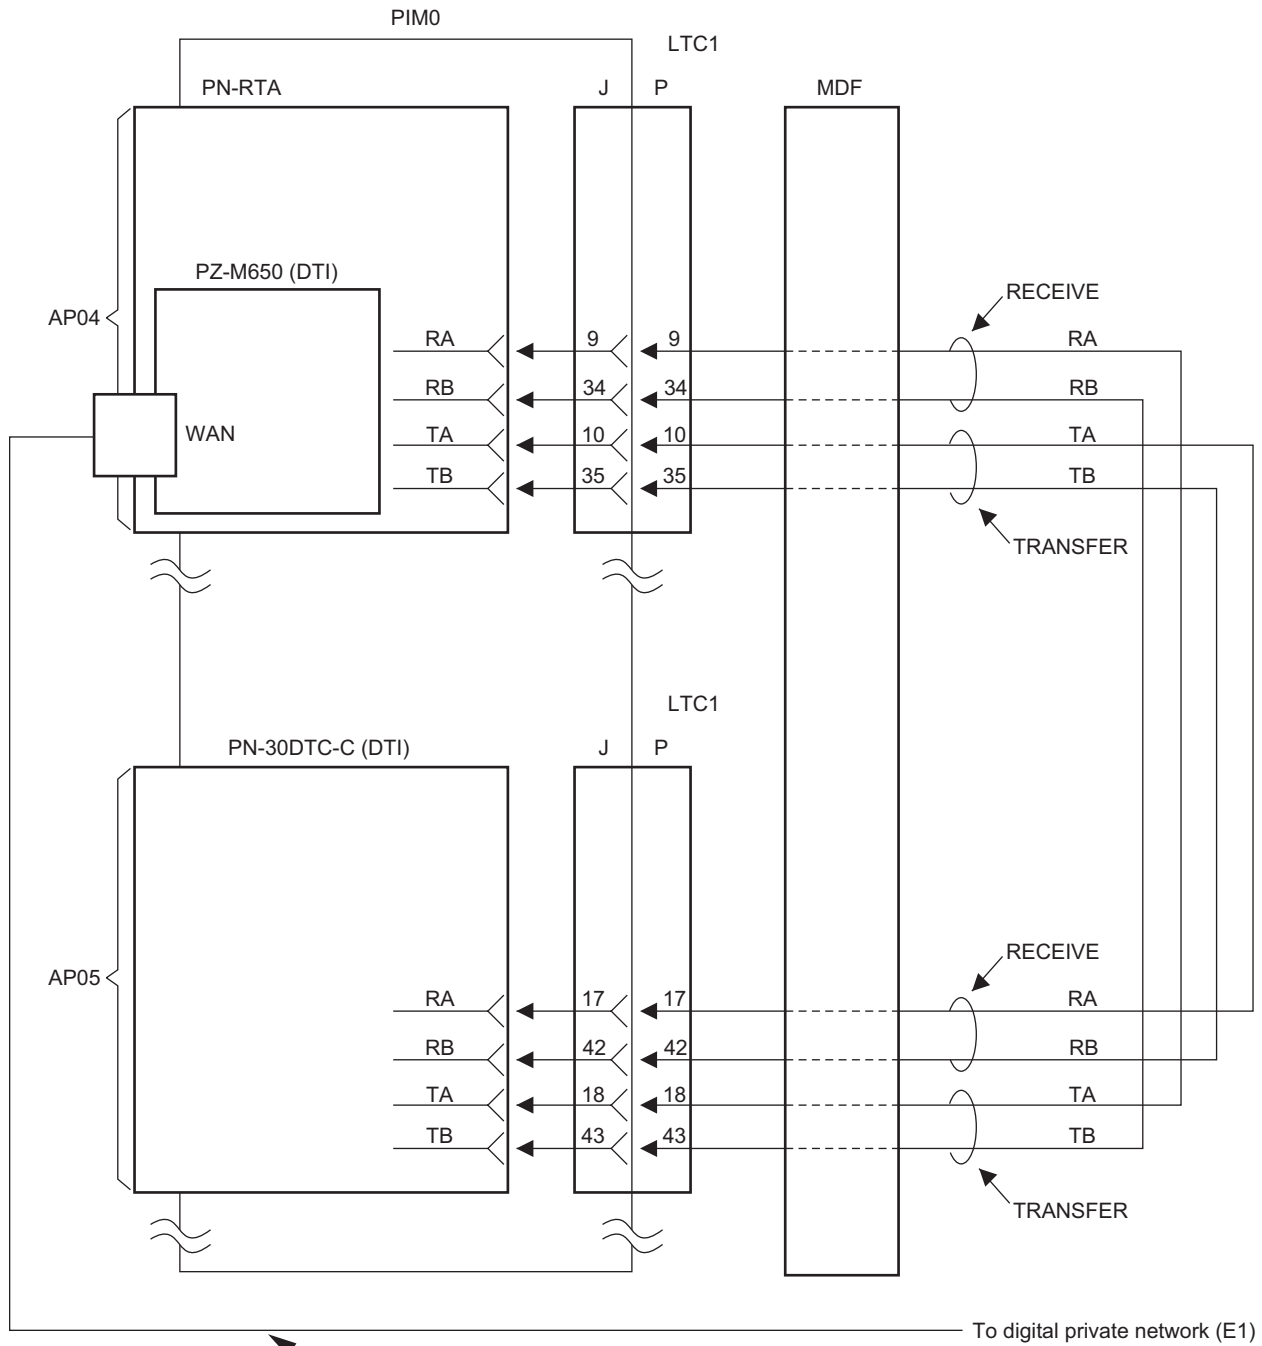 PIM0
LTC1
PN-RTA
J P
MDF
PZ-M650 (DTI)
AP04
WAN
RECEIVE
RA 9 9 RA
RB 34 34 RB
TA 10 10 TA
TB 35 35 TB
TRANSFER
LTC1
PN-30DTC-C (DTI)
J P
AP05
RECEIVE
RA 17 17 RA
RB 42 42 RB
TA 18 18 TA
TB 43 43 TB
TRANSFER
To digital private network (E1)